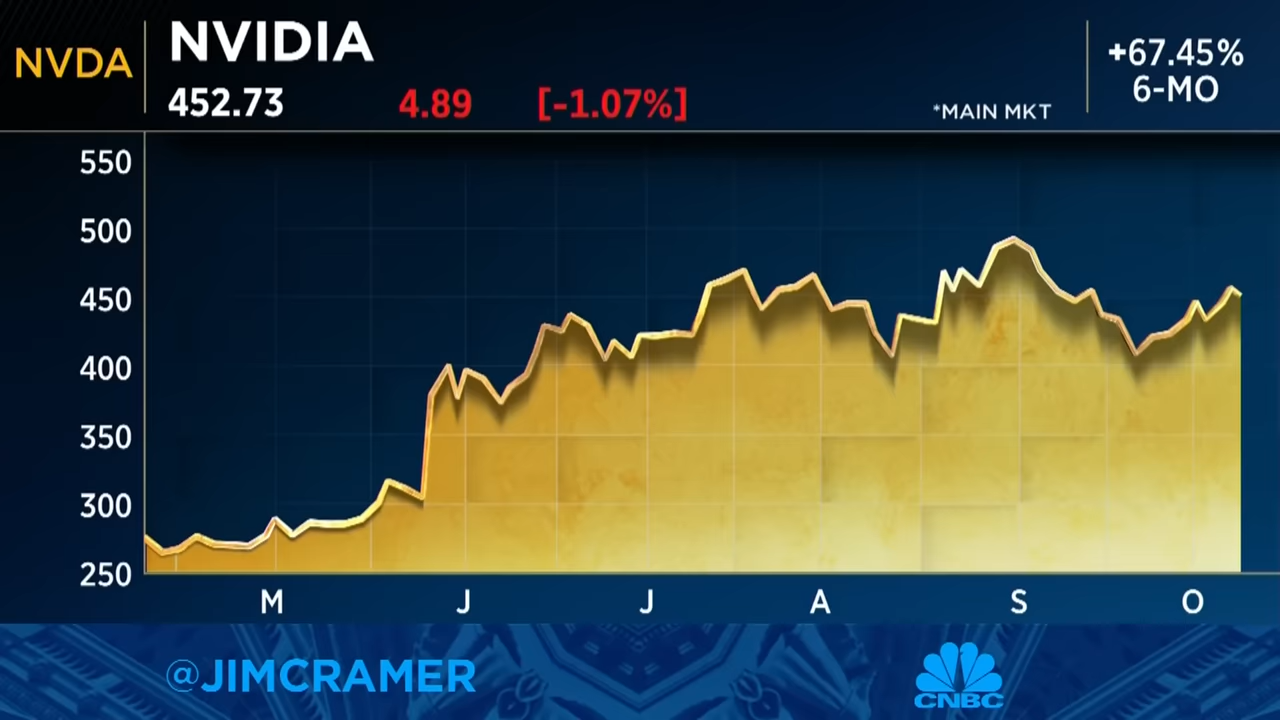 NVDA
NVIDIA
452.73 4.89 [-1.07%]
*MAIN MKT
+67.45%
6-MO
550
500
450
400
350
300
250
M J J A S O
@JIMCRAMER
CNBC